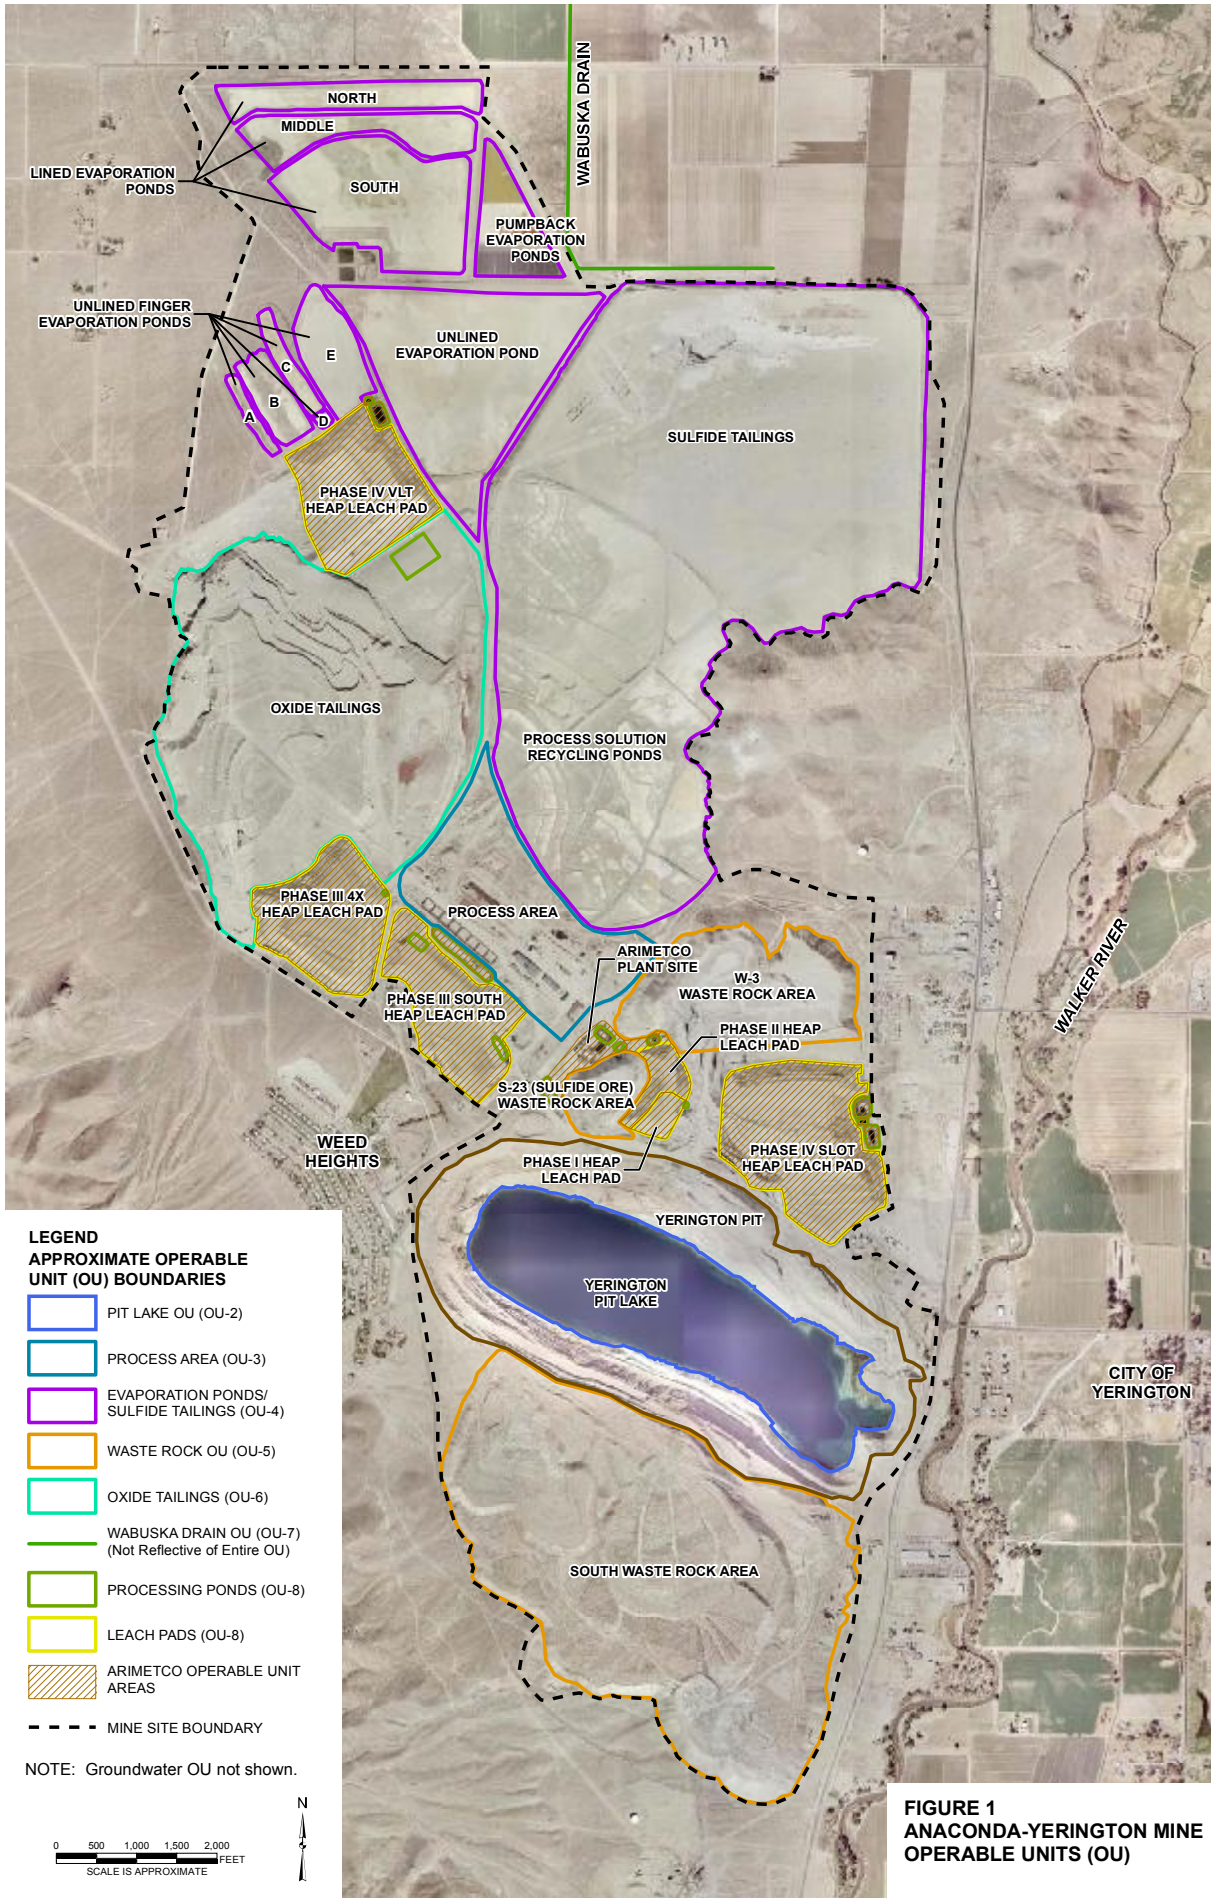 WABUSKA DRAIN
NORTH
MIDDLE
LINED EVAPORATION
PONDS
SOUTH
PUMPBACK
EVAPORATION
PONDS
UNLINED FINGER
EVAPORATION PONDS
UNLINED
EVAPORATION POND
E
C
B
A
D
SULFIDE TAILINGS
PHASE IV VLT
HEAP LEACH PAD
OXIDE TAILINGS
PROCESS SOLUTION
RECYCLING PONDS
PHASE III 4X
HEAP LEACH PAD
PROCESS AREA
ARIMETCO
PLANT SITE
W-3
WASTE ROCK AREA
WALKER RIVER
PHASE III SOUTH
HEAP LEACH PAD
PHASE II HEAP
LEACH PAD
S-23 (SULFIDE ORE)
WASTE ROCK AREA
WEED
HEIGHTS
PHASE I HEAP
LEACH PAD
PHASE IV SLOT
HEAP LEACH PAD
YERINGTON PIT
YERINGTON
PIT LAKE
CITY OF
YERINGTON
SOUTH WASTE ROCK AREA
LEGEND
APPROXIMATE OPERABLE
UNIT (OU) BOUNDARIES
PIT LAKE OU (OU-2)
PROCESS AREA (OU-3)
EVAPORATION PONDS/
SULFIDE TAILINGS (OU-4)
WASTE ROCK OU (OU-5)
OXIDE TAILINGS (OU-6)
WABUSKA DRAIN OU (OU-7)
(Not Reflective of Entire OU)
PROCESSING PONDS (OU-8)
LEACH PADS (OU-8)
ARIMETCO OPERABLE UNIT
AREAS
MINE SITE BOUNDARY
NOTE: Groundwater OU not shown.
N
0 500 1,000 1,500 2,000
FEET
SCALE IS APPROXIMATE
FIGURE 1
ANACONDA-YERINGTON MINE
OPERABLE UNITS (OU)